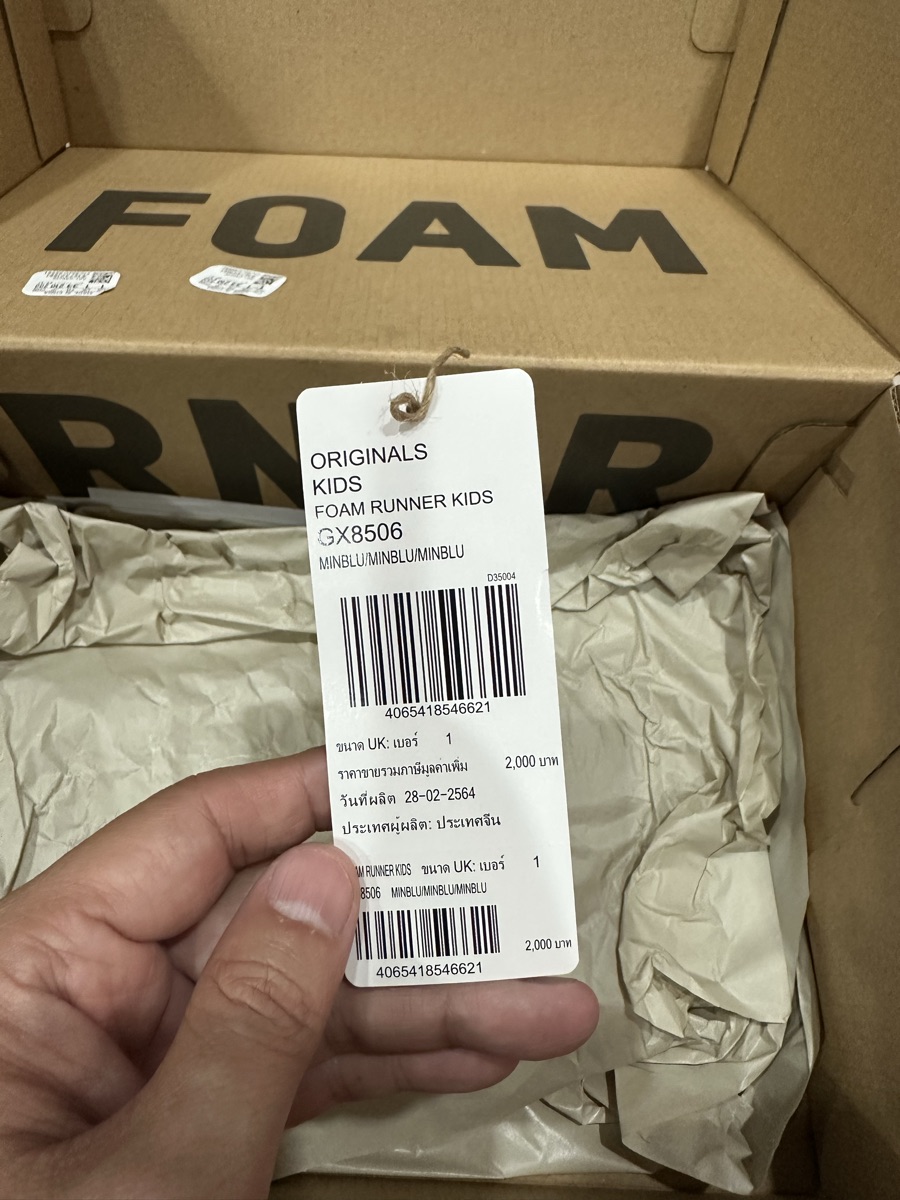 FOAM
RN R
ORIGINALS
KIDS
FOAM RUNNER KIDS
GX8506
MINBLU/MINBLU/MINBLU
D35004
4065418546621
ขนาด UK: เบอร์ 1
ราคาขายรวมภาษีมูลค่าเพิ่ม 2,000 บาท
วันที่ผลิต 28-02-2564
ประเทศผู้ผลิต: ประเทศจีน
AM RUNNER KIDS ขนาด UK: เบอร์ 1
8506 MINBLU/MINBLU/MINBLU
2,000 บาท
4065418546621